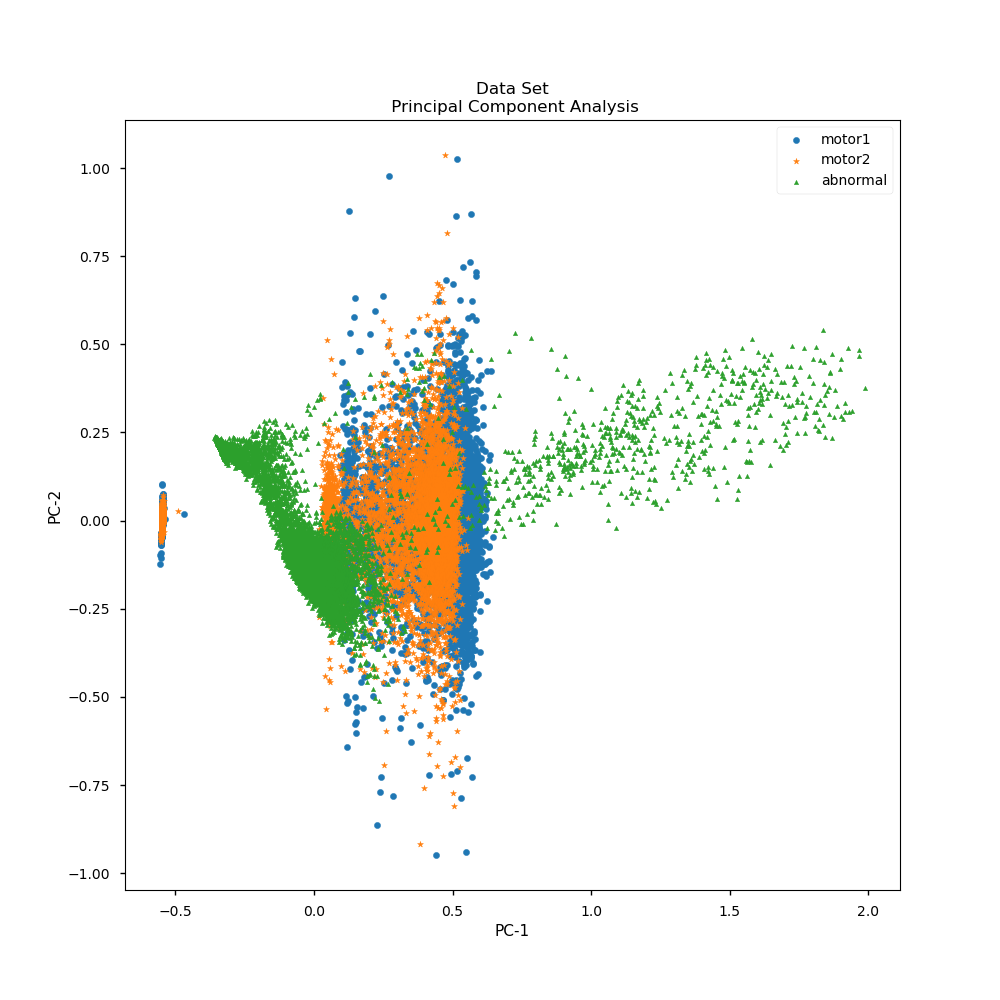 Data Set
Principal Component Analysis
motor1
motor2
abnormal
1.00
0.75
0.50
0.25
0.00
−0.25
−0.50
−0.75
−1.00
PC-2
−0.5
0.0
0.5
1.0
1.5
2.0
PC-1